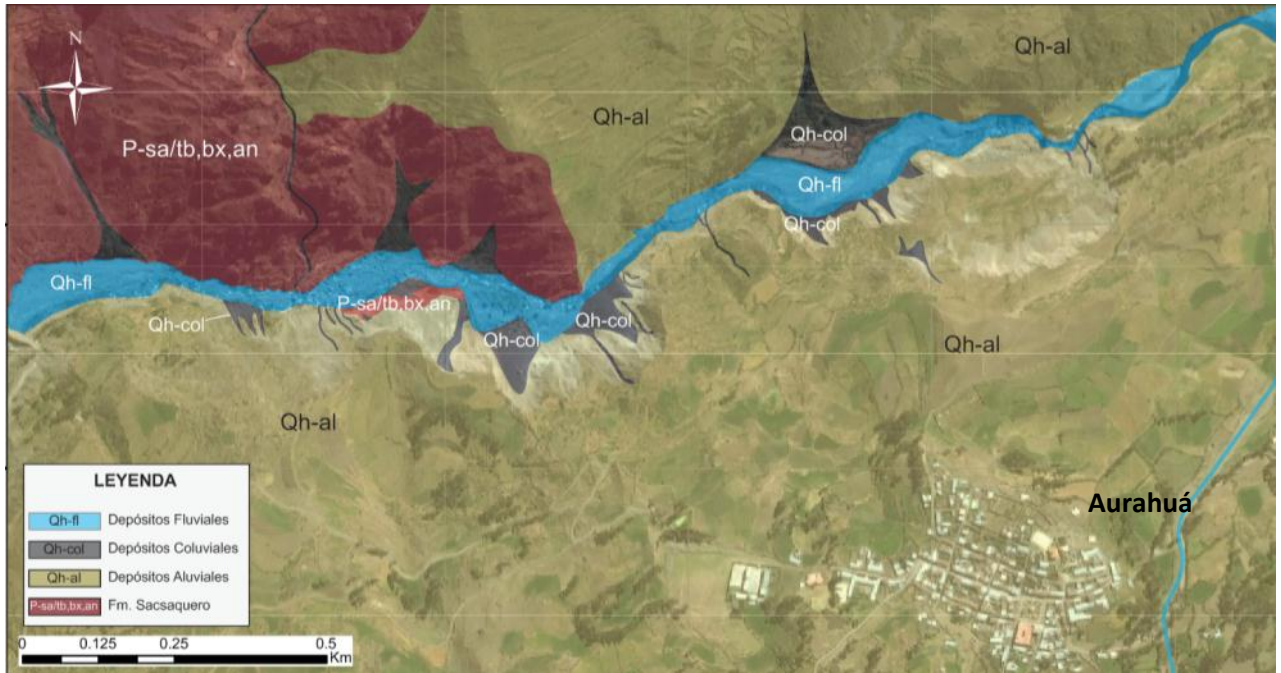 N
Qh-al
Qh-al
Qh-col
P-sa/tb,bx,an
Qh-fl
Qh-col
Qh-fl
P-sa/tb,bx,an
Qh-col
Qh-col
Qh-col
Qh-al
Qh-al
LEYENDA
Qh-fl Depósitos Fluviales
Qh-col Depósitos Coluviales
Qh-al Depósitos Aluviales
P-sa/tb,bx,an Fm. Sacsaquero
Aurahuá
0 0.125 0.25 0.5
Km